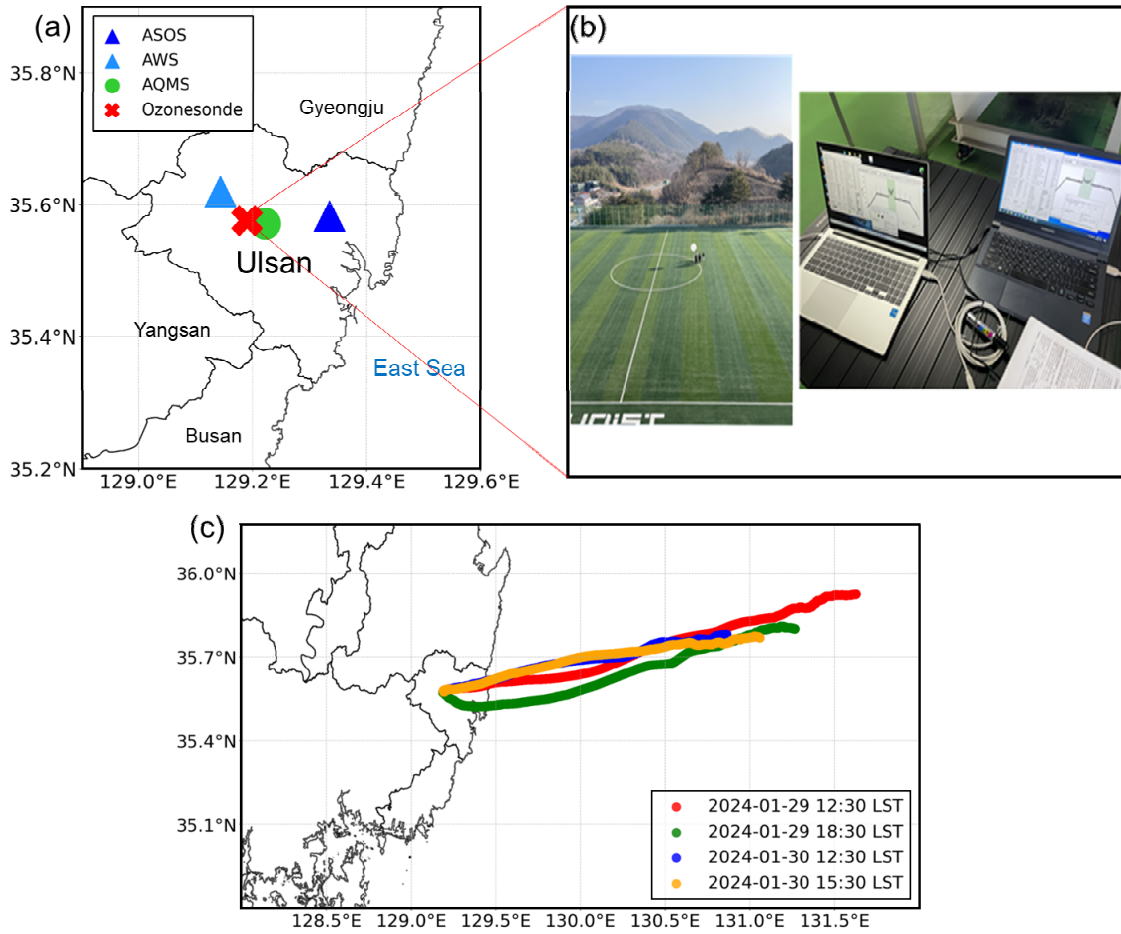 (a)
ASOS
AWS
AQMS
Ozonesonde
Gyeongju
Ulsan
Yangsan
East Sea
Busan
35.8°N
35.6°N
35.4°N
35.2°N
129.0°E 129.2°E 129.4°E 129.6°E
(b)
(c)
36.0°N
35.7°N
35.4°N
35.1°N
2024-01-29 12:30 LST
2024-01-29 18:30 LST
2024-01-30 12:30 LST
2024-01-30 15:30 LST
128.5°E 129.0°E 129.5°E 130.0°E 130.5°E 131.0°E 131.5°E